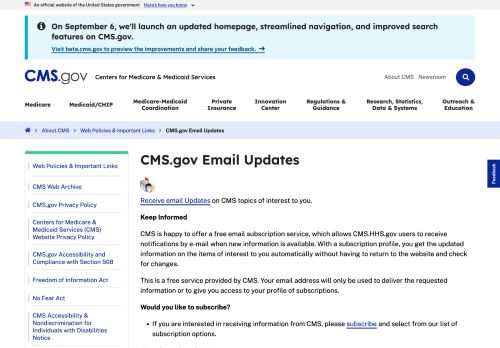 An official website of the United States government Here's how you know
On September 6, we'll launch an updated homepage, streamlined navigation, and improved search
features on CMS.gov.
Visit beta.cms.gov to preview the improvements and share your feedback. →
CMS.gov Centers for Medicare & Medicaid Services
About CMS Newsroom
Medicare
Medicaid/CHIP
Medicare-Medicaid
Coordination
Private
Insurance
Innovation
Center
Regulations &
Guidance
Research, Statistics,
Data & Systems
Outreach &
Education
About CMS > Web Policies & Important Links > CMS.gov Email Updates
Web Policies & Important Links
CMS Web Archive
CMS.gov Privacy Policy
Centers for Medicare &
Medicaid Services (CMS)
Website Privacy Policy
CMS.gov Accessibility and
Compliance with Section 508
Freedom of Information Act
No Fear Act
CMS Accessibility &
Nondiscrimination for
Individuals with Disabilities
Notice
CMS.gov Email Updates
Receive email Updates on CMS topics of interest to you.
Keep Informed
CMS is happy to offer a free email subscription service, which allows CMS.HHS.gov users to receive
notifications by e-mail when new information is available. With a subscription profile, you get the updated
information on the items of interest to you automatically without having to return to the website and check
for changes.
This is a free service provided by CMS. Your email address will only be used to deliver the requested
information or to give you access to your profile of subscriptions.
Would you like to subscribe?
• If you are interested in receiving information from CMS, please subscribe and select from our list of
subscription options.
Feedback